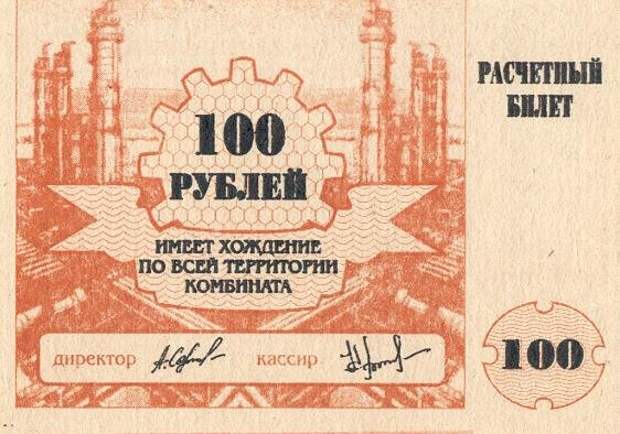 РАСЧЕТНЫЙ
БИЛЕТ
100
РУБЛЕЙ
ИМЕЕТ ХОЖДЕНИЕ
ПО ВСЕЙ ТЕРРИТОРИИ
КОМБИНАТА
директор кассир
100